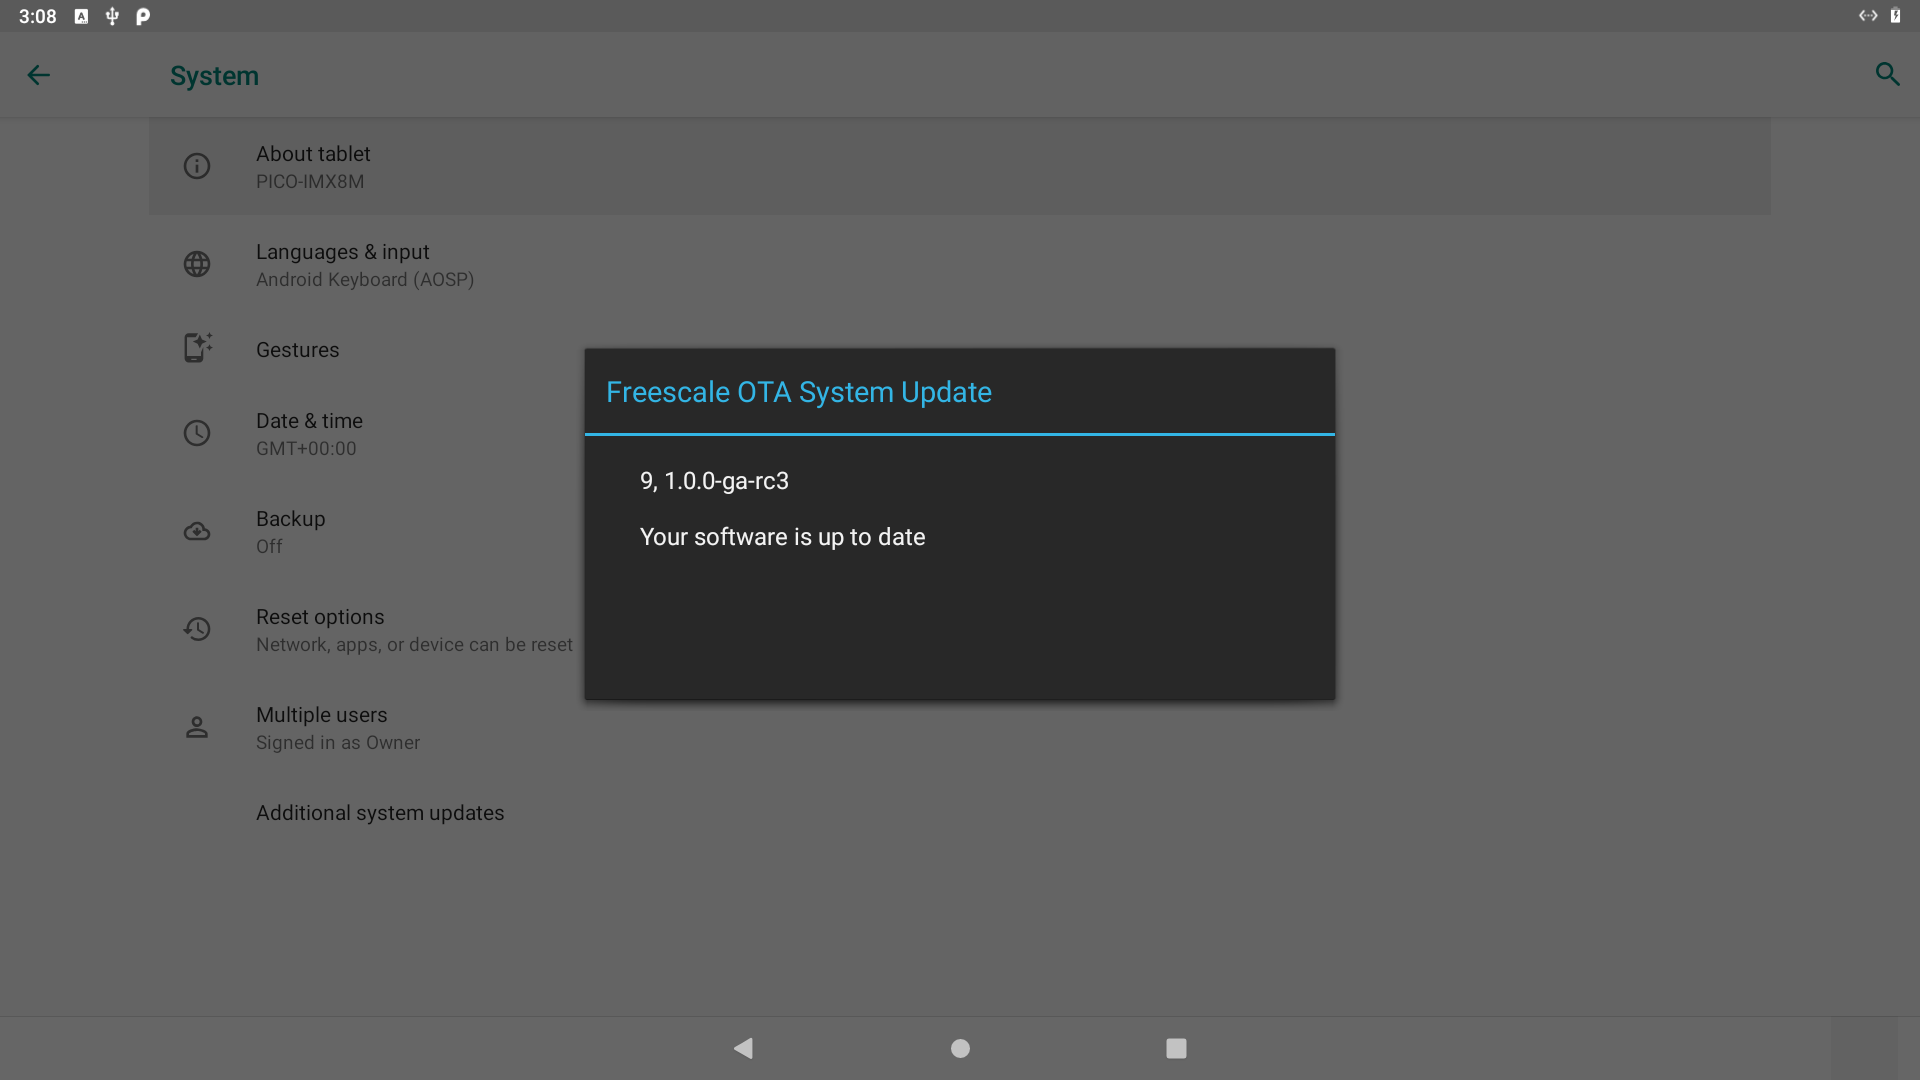 3:08
System
About tablet
PICO-IMX8M
Languages & input
Android Keyboard (AOSP)
Gestures
Date & time
GMT+00:00
Backup
Off
Reset options
Network, apps, or device can be reset
Multiple users
Signed in as Owner
Additional system updates
Freescale OTA System Update
9, 1.0.0-ga-rc3
Your software is up to date